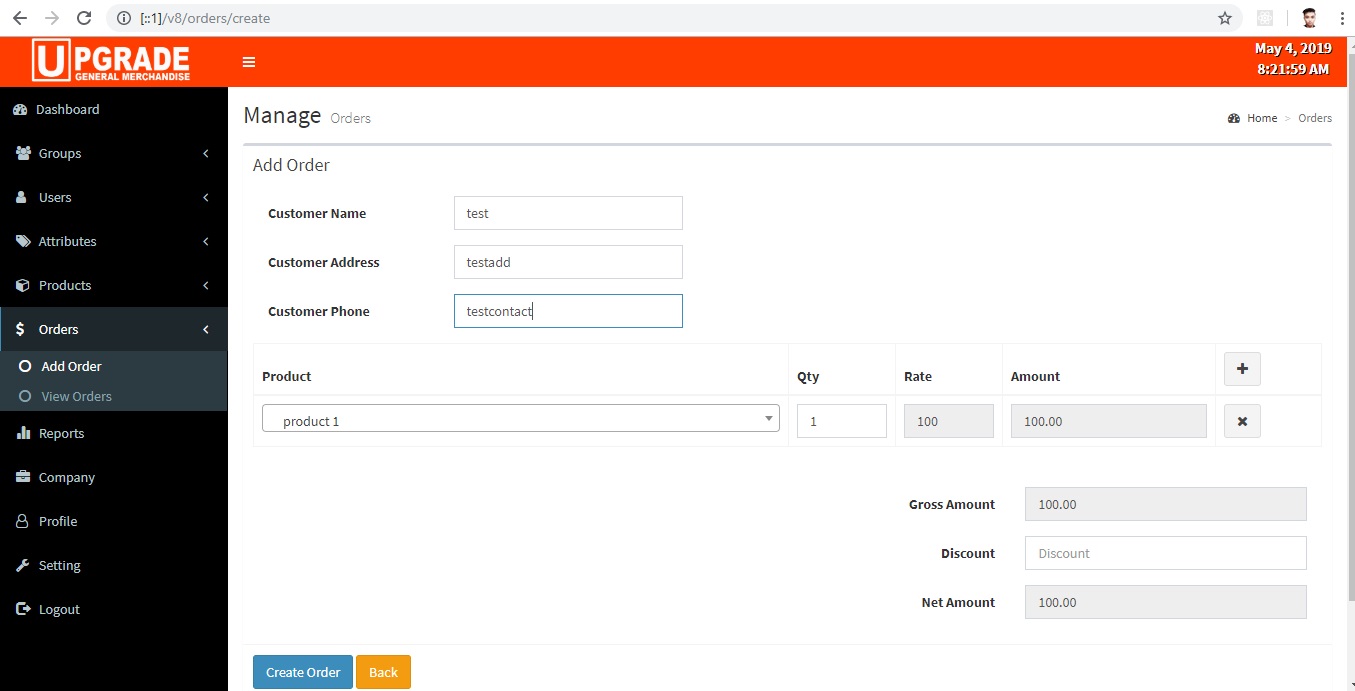 [::1]/v8/orders/create
UPGRADE
GENERAL MERCHANDISE
May 4, 2019
8:21:59 AM
Dashboard
Groups
Users
Attributes
Products
Orders
Add Order
View Orders
Reports
Company
Profile
Setting
Logout
Manage Orders
Home > Orders
Add Order
Customer Name test
Customer Address testadd
Customer Phone testcontact
Product Qty Rate Amount
product 1 1 100 100.00
Gross Amount 100.00
Discount Discount
Net Amount 100.00
Create Order Back